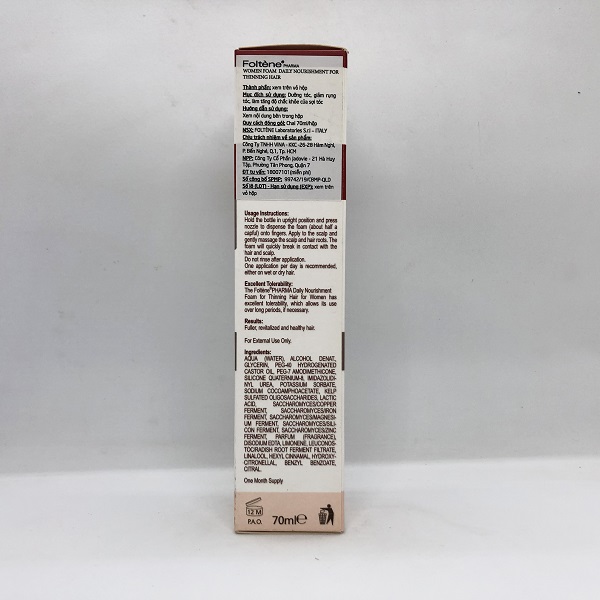 Foltène® PHARMA
WOMEN FOAM DAILY NOURISHMENT FOR
THINNING HAIR
Thành phần: xem trên vỏ hộp
Mục đích sử dụng: Dưỡng tóc, giảm rụng
tóc, làm tăng độ chắc khỏe của sợi tóc
Hướng dẫn sử dụng:
Xem nội dung bên trong hộp
Quy cách đóng gói: Chai 70ml/hộp
NSX: FOLTÈNE Laboratories S.r.l - ITALY
Chịu trách nhiệm về sản phẩm:
Công Ty TNHH VINA - KKC -26-28 Hàm Nghi,
P. Bến Nghé, Q.1, Tp. HCM
NPP: Công Ty Cổ Phần Jadovie - 21 Hà Huy
Tập, Phường Tân Phong, Quận 7
ĐT tư vấn: 18007101(miễn phí)
Số công bố SPMP: 99742/19/CBMP-QLD
Số lô (LOT) - Hạn sử dụng (EXP): xem trên
vỏ hộp
Usage Instructions:
Hold the bottle in upright position and press
nozzle to dispense the foam (about half a
capful) onto fingers. Apply to the scalp and
gently massage the scalp and hair roots. The
foam will quickly break in contact with the
hair and scalp.
Do not rinse after application.
One application per day is recommended,
either on wet or dry hair.
Excellent Tolerability:
The Foltène®PHARMA Daily Nourishment
Foam for Thinning Hair for Women has
excellent tolerability, which allows its use
over long periods, if necessary.
Results:
Fuller, revitalized and healthy hair.
For External Use Only.
Ingredients:
AQUA (WATER), ALCOHOL DENAT,
GLYCERIN, PEG-40 HYDROGENATED
CASTOR OIL, PEG-7 AMODIMETHICONE,
SILICONE QUATERNIUM-8, IMIDAZOLIDI-
NYL UREA, POTASSIUM SORBATE,
SODIUM COCOAMPHOACETATE, KELP
SULFATED OLIGOSACCHARIDES, LACTIC
ACID, SACCHAROMYCES/COPPER
FERMENT, SACCHAROMYCES/IRON
FERMENT, SACCHAROMYCES/MAGNESI-
UM FERMENT, SACCHAROMYCES/SILI-
CON FERMENT, SACCHAROMYCES/ZINC
FERMENT, PARFUM (FRAGRANCE),
DISODIUM EDTA, LIMONENE, LEUCONOS-
TOC/RADISH ROOT FERMENT FILTRATE,
LINALOOL, HEXYL CINNAMAL, HYDROXY-
CITRONELLAL, BENZYL BENZOATE,
CITRAL.
One Month Supply
12 M
P.A.O.
70ml℮